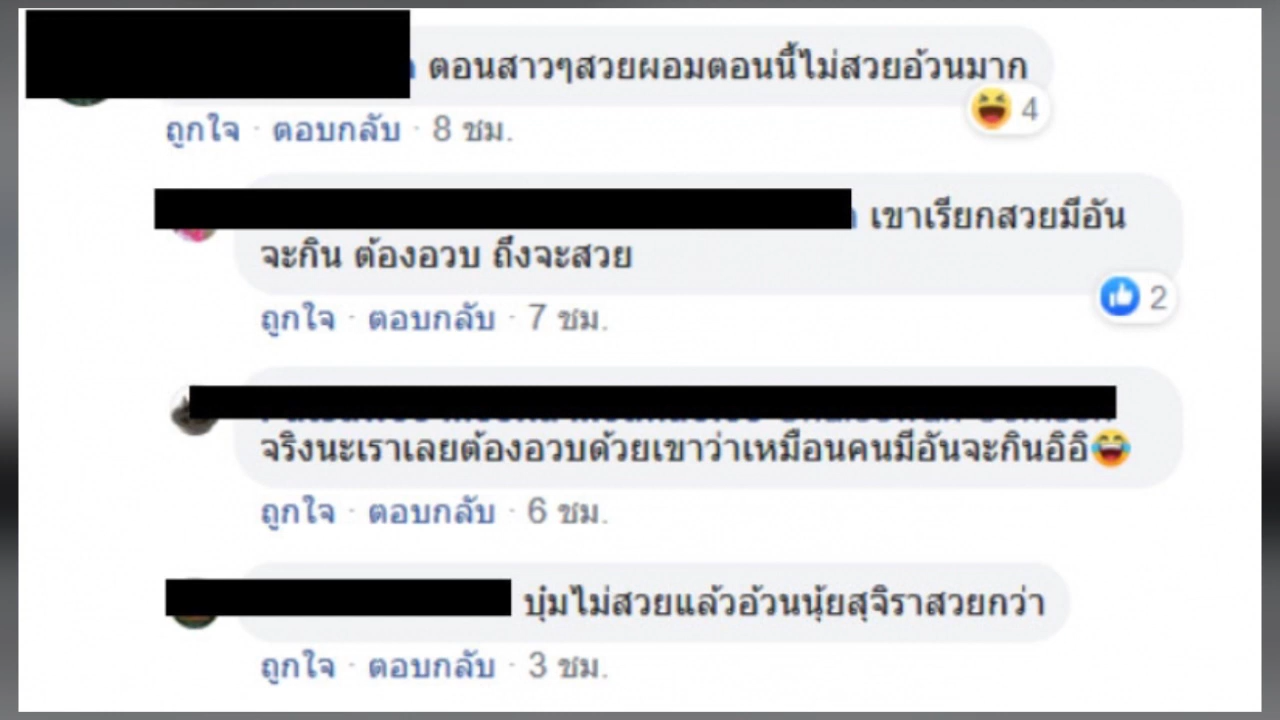 ตอนสาวๆสวยผอมตอนนี้ไม่สวยอ้วนมาก
4
ถูกใจ · ตอบกลับ · 8 ชม.
เขาเรียกสวยมีอัน
จะกิน ต้องอวบ ถึงจะสวย
2
ถูกใจ · ตอบกลับ · 7 ชม.
จริงนะเราเลยต้องอวบด้วยเขาว่าเหมือนคนมีอันจะกินอิอิ😂
ถูกใจ · ตอบกลับ · 6 ชม.
บุ๋มไม่สวยแล้วอ้วนนุ้ยสุจิราสวยกว่า
ถูกใจ · ตอบกลับ · 3 ชม.